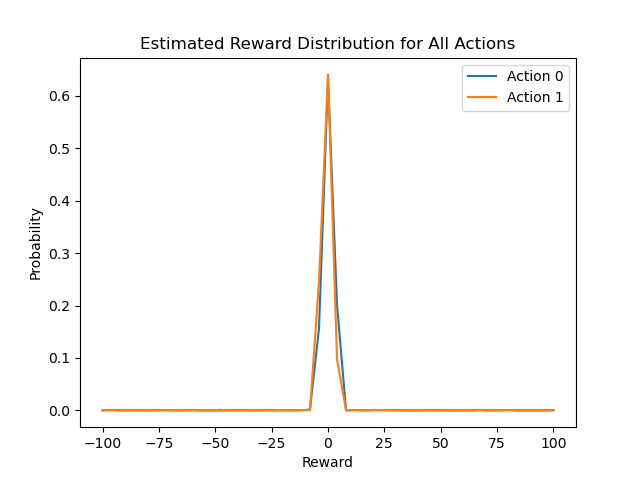 Estimated Reward Distribution for All Actions
Action 0
Action 1
0.6
0.5
0.4
0.3
0.2
0.1
0.0
Probability
−100 −75 −50 −25 0 25 50 75 100
Reward